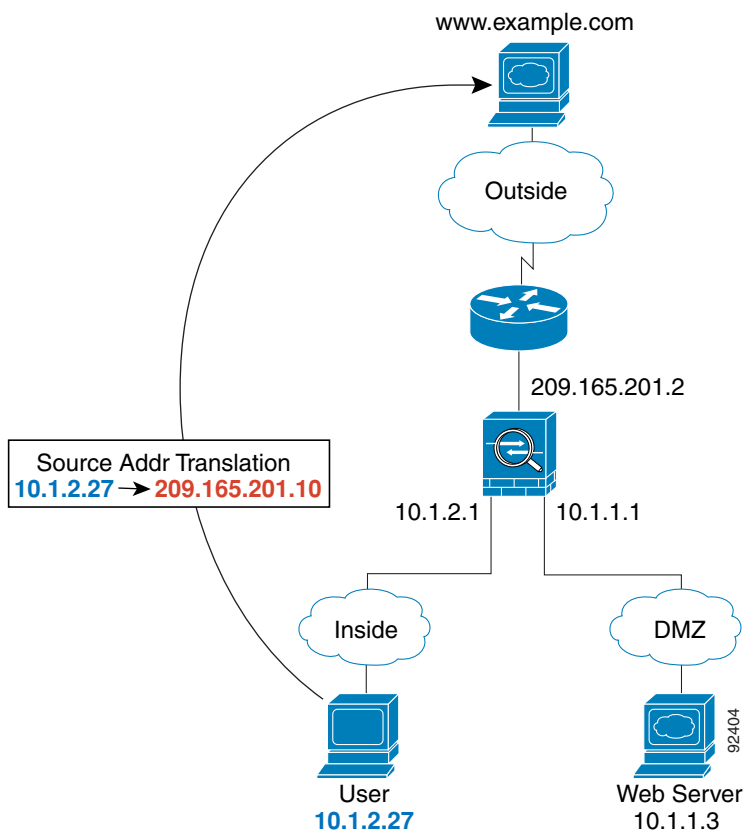 www.example.com
Outside
209.165.201.2
Source Addr Translation
10.1.2.27 209.165.201.10
10.1.2.1
10.1.1.1
Inside
DMZ
92404
User
10.1.2.27
Web Server
10.1.1.3